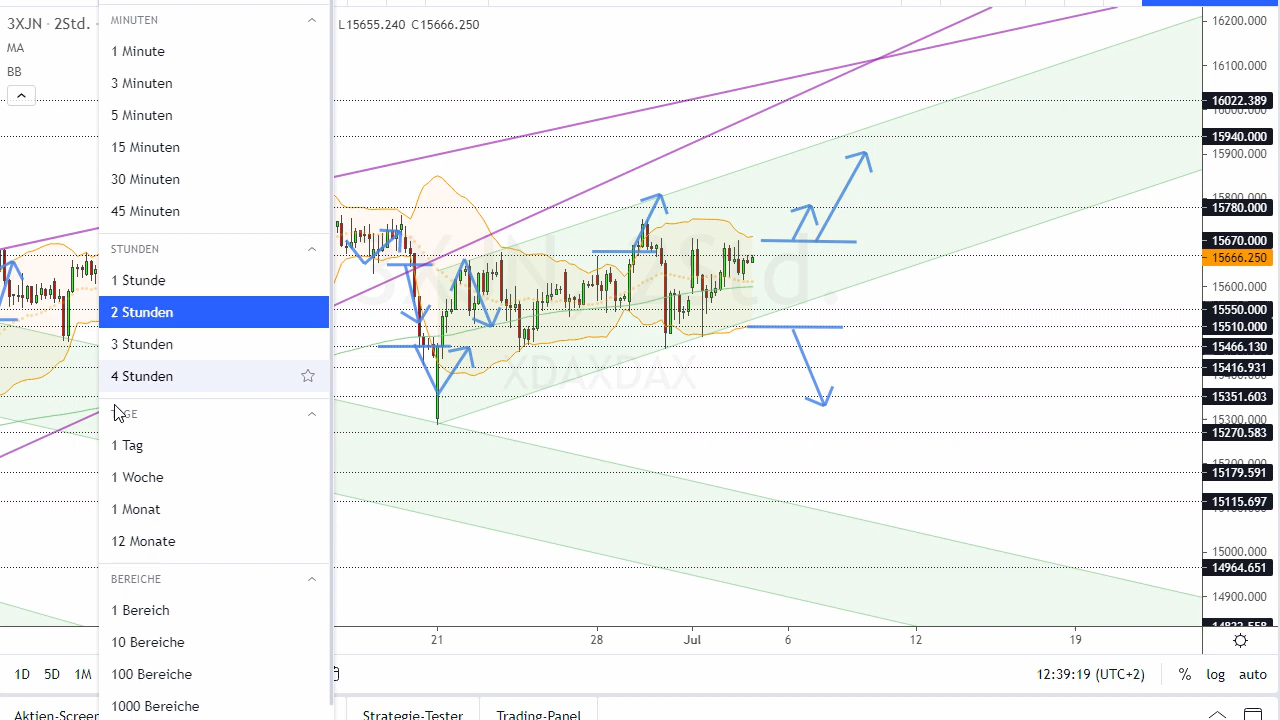 3XJN · 2Std. ·
L15655.240 C15666.250
MA
BB
MINUTEN
1 Minute
3 Minuten
5 Minuten
15 Minuten
30 Minuten
45 Minuten
STUNDEN
1 Stunde
2 Stunden
3 Stunden
4 Stunden
1 Tag
1 Woche
1 Monat
12 Monate
BEREICHE
1 Bereich
10 Bereiche
100 Bereiche
1000 Bereiche
XDAXDAX
16200.000
16100.000
16022.389
16000.000
15940.000
15900.000
15800.000
15780.000
15670.000
15666.250
15600.000
15550.000
15510.000
15466.130
15416.931
15351.603
15300.000
15270.583
15179.591
15115.697
15000.000
14964.651
14900.000
21
28
Jul
6
12
19
1D 5D 1M
12:39:19 (UTC+2) % log auto
Aktien-Screen
Strategie-Tester
Trading-Panel